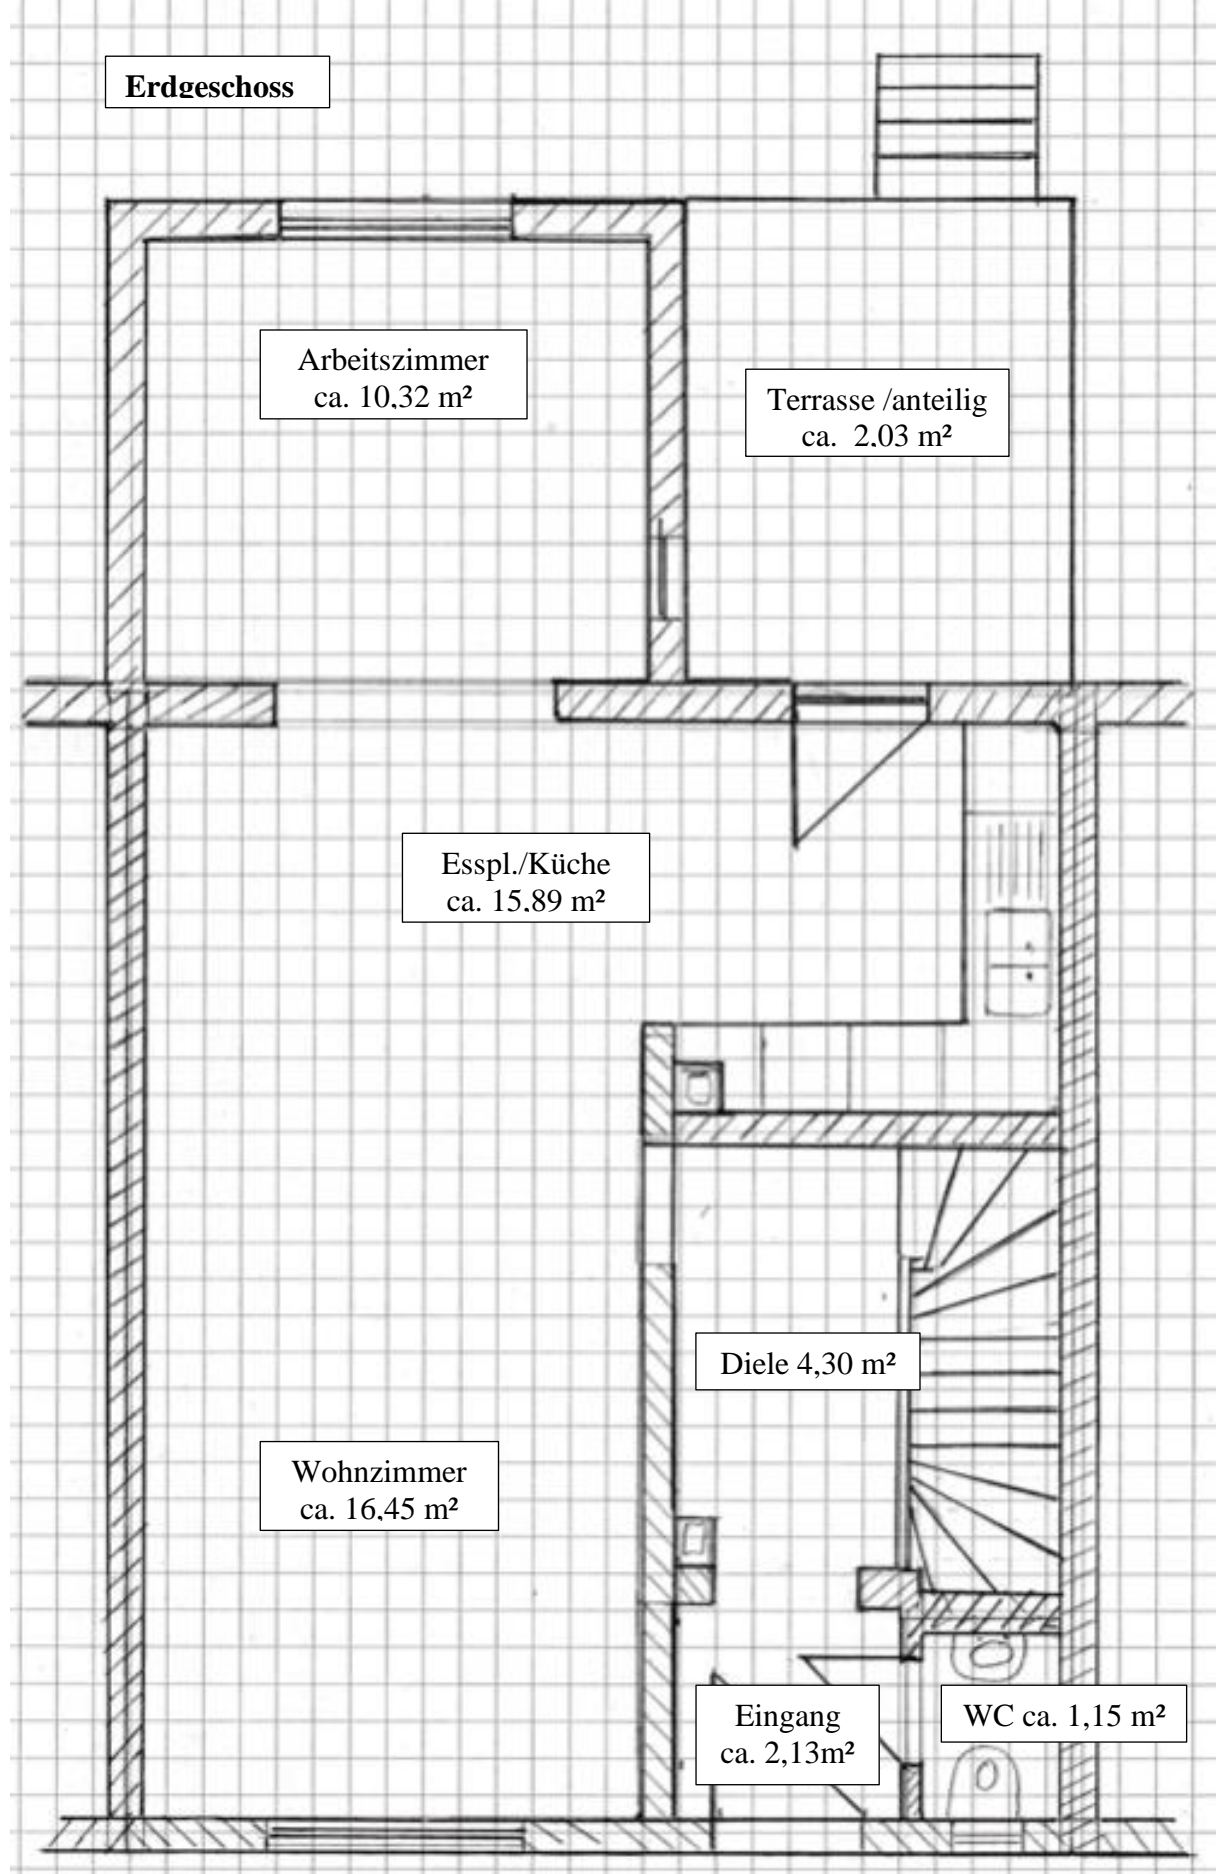 Erdgeschoss
Arbeitszimmer
ca. 10,32 m²
Terrasse /anteilig
ca.  2,03 m²
Esspl./Küche
ca. 15,89 m²
Diele 4,30 m²
Wohnzimmer
ca. 16,45 m²
Eingang
ca. 2,13m²
WC ca. 1,15 m²